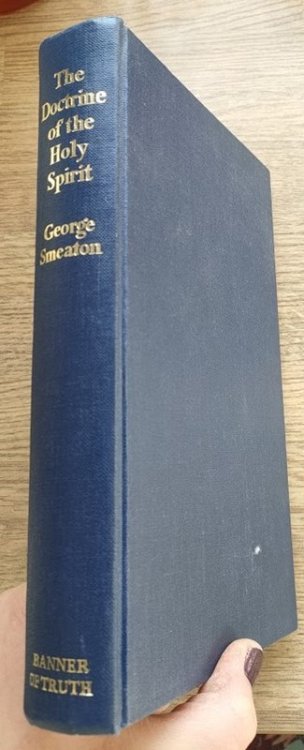 The
Doctrine
of the
Holy
Spirit
George
Smeaton
BANNER
OF TRUTH